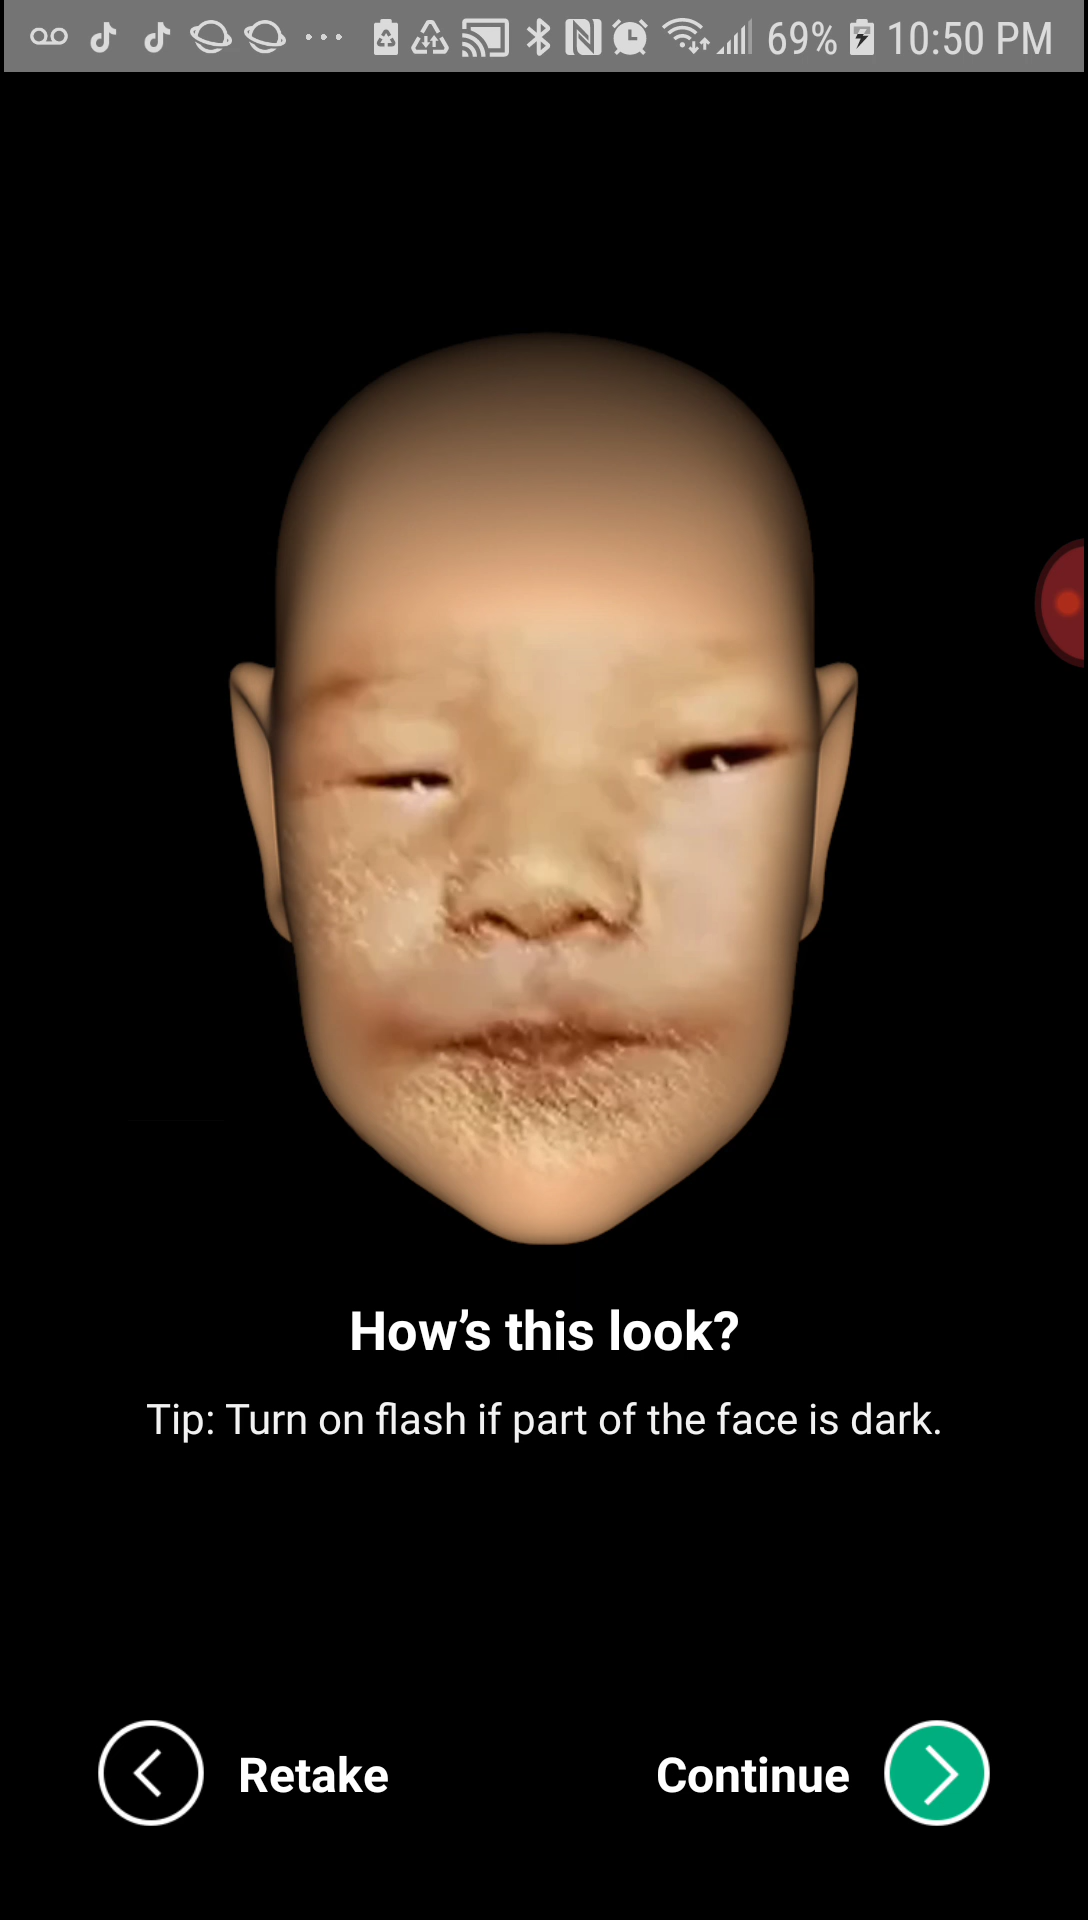 69% 10:50 PM
How’s this look?
Tip: Turn on flash if part of the face is dark.
Retake
Continue